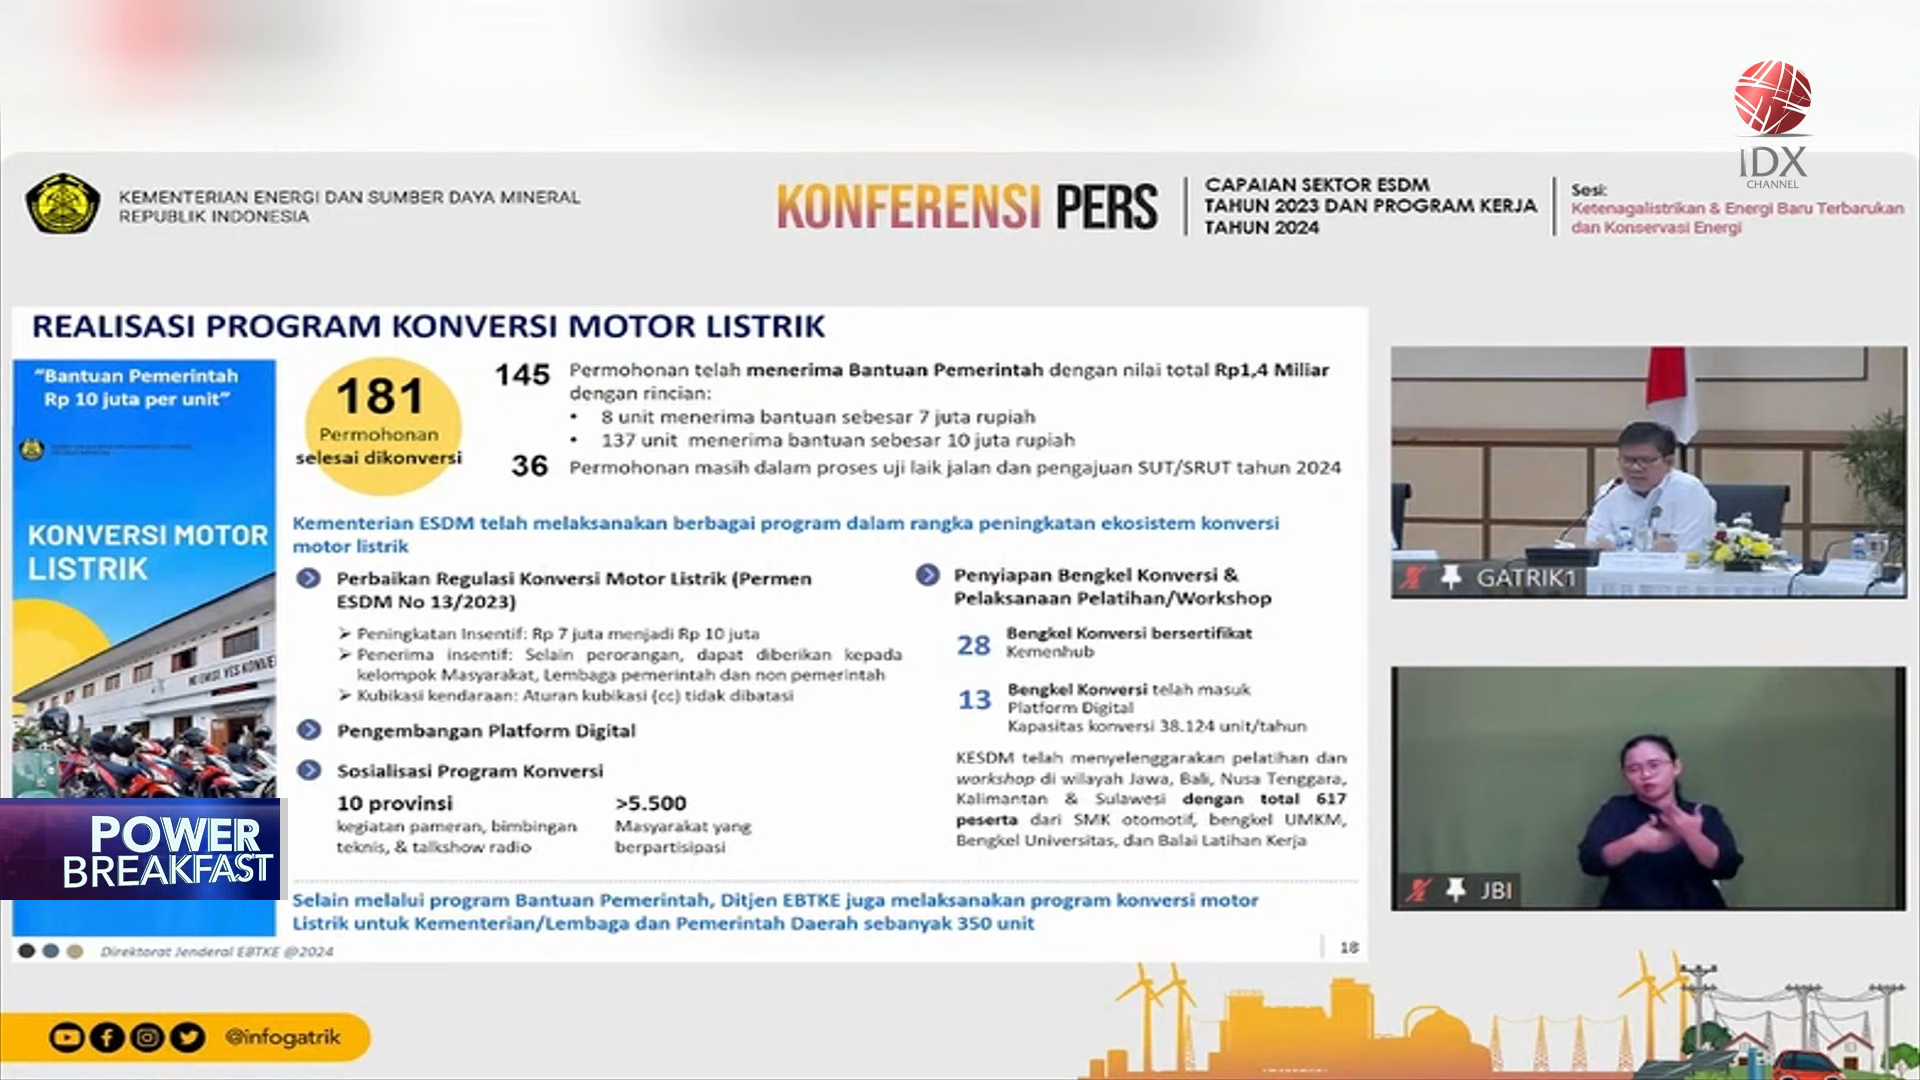 IDX
CHANNEL
KEMENTERIAN ENERGI DAN SUMBER DAYA MINERAL
REPUBLIK INDONESIA
KONFERENSI PERS
CAPAIAN SEKTOR ESDM
TAHUN 2023 DAN PROGRAM KERJA
TAHUN 2024
Sesi:
Ketenagalistrikan & Energi Baru Terbarukan
dan Konservasi Energi
REALISASI PROGRAM KONVERSI MOTOR LISTRIK
"Bantuan Pemerintah
Rp 10 juta per unit"
KONVERSI MOTOR
LISTRIK
181
Permohonan
selesai dikonversi
145 Permohonan telah menerima Bantuan Pemerintah dengan nilai total Rp1,4 Miliar
dengan rincian:
• 8 unit menerima bantuan sebesar 7 juta rupiah
• 137 unit menerima bantuan sebesar 10 juta rupiah
36 Permohonan masih dalam proses uji laik jalan dan pengajuan SUT/SRUT tahun 2024
Kementerian ESDM telah melaksanakan berbagai program dalam rangka peningkatan ekosistem konversi
motor listrik
Perbaikan Regulasi Konversi Motor Listrik (Permen
ESDM No 13/2023)
Peningkatan Insentif: Rp 7 juta menjadi Rp 10 juta
Penerima insentif: Selain perorangan, dapat diberikan kepada
kelompok Masyarakat, Lembaga pemerintah dan non pemerintah
Kubikasi kendaraan: Aturan kubikasi (cc) tidak dibatasi
Pengembangan Platform Digital
Sosialisasi Program Konversi
10 provinsi
kegiatan pameran, bimbingan
teknis, & talkshow radio
>5.500
Masyarakat yang
berpartisipasi
Penyiapan Bengkel Konversi &
Pelaksanaan Pelatihan/Workshop
28 Bengkel Konversi bersertifikat
Kemenhub
13 Bengkel Konversi telah masuk
Platform Digital
Kapasitas konversi 38.124 unit/tahun
KESDM telah menyelenggarakan pelatihan dan
workshop di wilayah Jawa, Bali, Nusa Tenggara,
Kalimantan & Sulawesi dengan total 617
peserta dari SMK otomotif, bengkel UMKM,
Bengkel Universitas, dan Balai Latihan Kerja
Selain melalui program Bantuan Pemerintah, Ditjen EBTKE juga melaksanakan program konversi motor
Listrik untuk Kementerian/Lembaga dan Pemerintah Daerah sebanyak 350 unit
Direktorat Jenderal EBTKE @2024
18
GATRIK1
JBI
POWER
BREAKFAST
@infogatrik